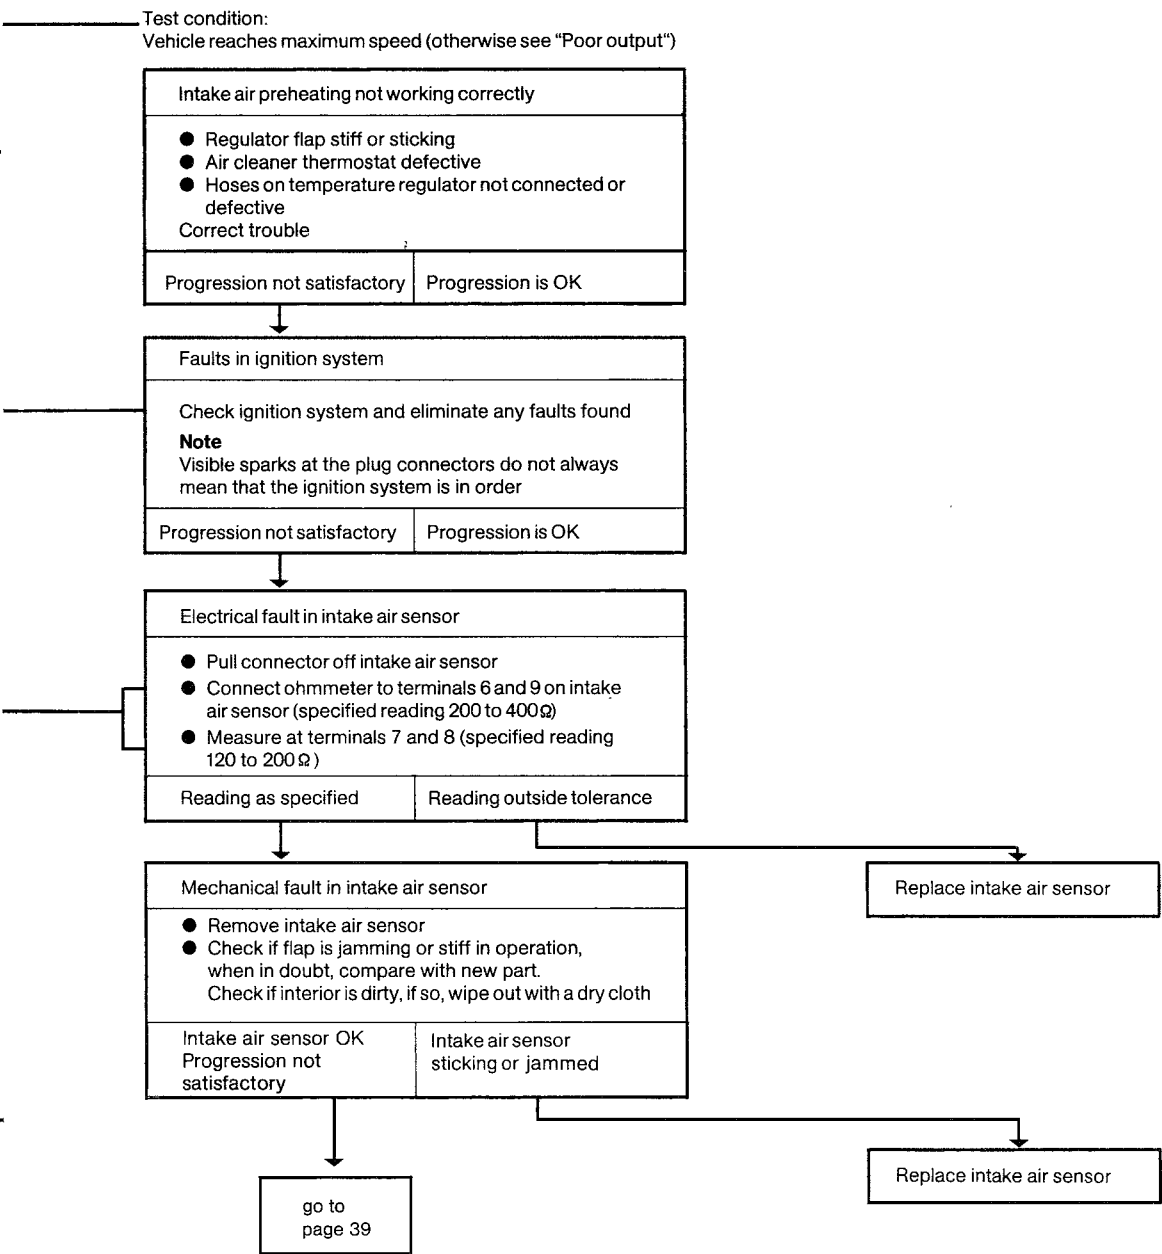 Test condition:
Vehicle reaches maximum speed (otherwise see “Poor output“)
Intake air preheating not working correctly
● Regulator flap stiff or sticking
● Air cleaner thermostat defective
● Hoses on temperature regulator not connected or
defective
Correct trouble
Progression not satisfactory
Progression is OK
Faults in ignition system
Check ignition system and eliminate any faults found
Note
Visible sparks at the plug connectors do not always
mean that the ignition system is in order
Progression not satisfactory
Progression is OK
Electrical fault in intake air sensor
● Pull connector off intake air sensor
● Connect ohmmeter to terminals 6 and 9 on intake
air sensor (specified reading 200 to 400 Ω)
● Measure at terminals 7 and 8 (specified reading
120 to 200 Ω )
Reading as specified
Reading outside tolerance
Mechanical fault in intake air sensor
● Remove intake air sensor
● Check if flap is jamming or stiff in operation,
when in doubt, compare with new part.
Check if interior is dirty, if so, wipe out with a dry cloth
Replace intake air sensor
Intake air sensor OK
Progression not
satisfactory
Intake air sensor
sticking or jammed
go to
page 39
Replace intake air sensor